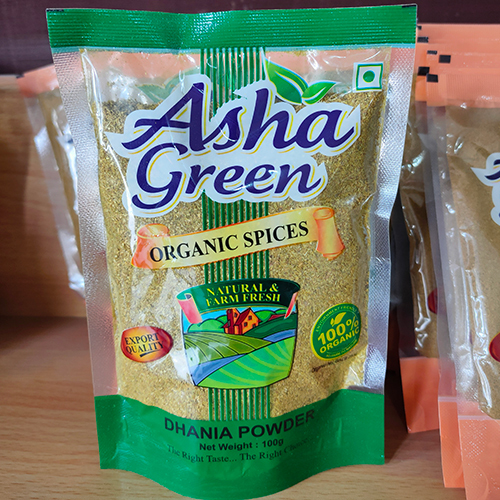 Asha
Green
ORGANIC SPICES
NATURAL &
FARM FRESH
EXPORT
QUALITY
100%
ORGANIC
DHANIA POWDER
Net Weight : 100g
The Right Taste... The Right